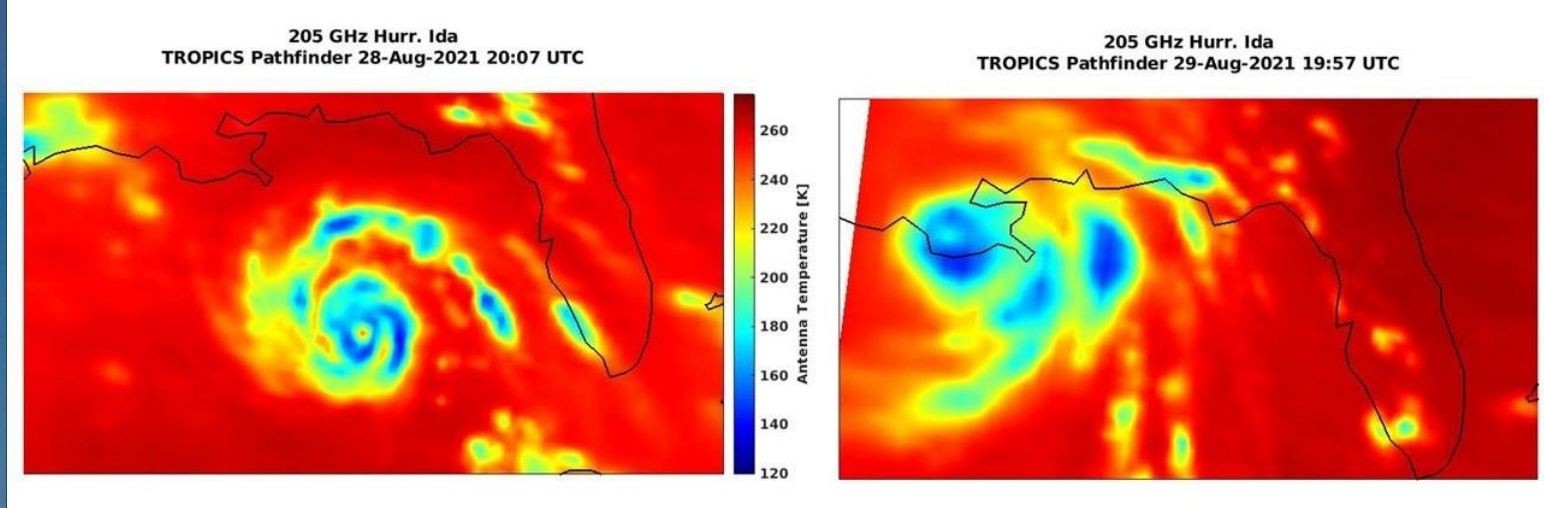 205 GHz Hurr. Ida
TROPICS Pathfinder 28-Aug-2021 20:07 UTC
260
240
220
200
180
160
140
120
Antenna Temperature [K]
205 GHz Hurr. Ida
TROPICS Pathfinder 29-Aug-2021 19:57 UTC